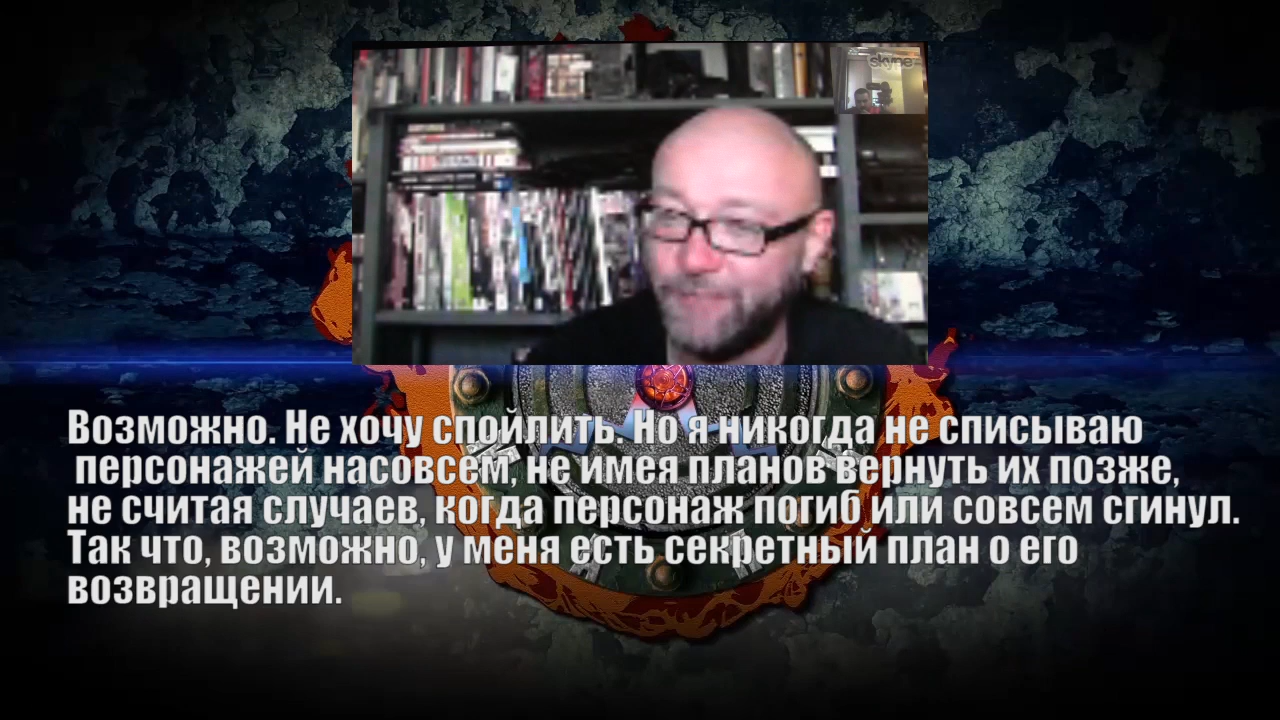 skype
Возможно. Не хочу спойлить. Но я никогда не списываю
персонажей насовсем, не имея планов вернуть их позже,
не считая случаев, когда персонаж погиб или совсем сгинул.
Так что, возможно, у меня есть секретный план о его
возвращении.